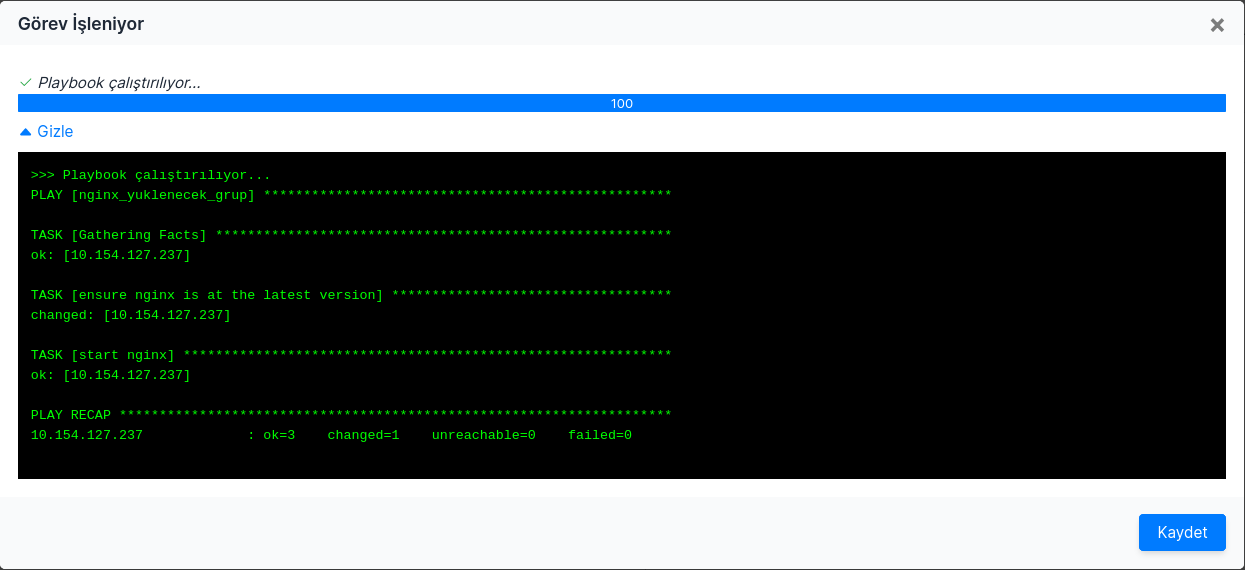 Görev İşleniyor
×
✓ Playbook çalıştırılıyor...
100
Gizle
>>> Playbook çalıştırılıyor...
PLAY [nginx_yuklenecek_grup] ***************************************************
TASK [Gathering Facts] *********************************************************
ok: [10.154.127.237]
TASK [ensure nginx is at the latest version] ***********************************
changed: [10.154.127.237]
TASK [start nginx] *************************************************************
ok: [10.154.127.237]
PLAY RECAP *********************************************************************
10.154.127.237             : ok=3    changed=1    unreachable=0    failed=0
Kaydet